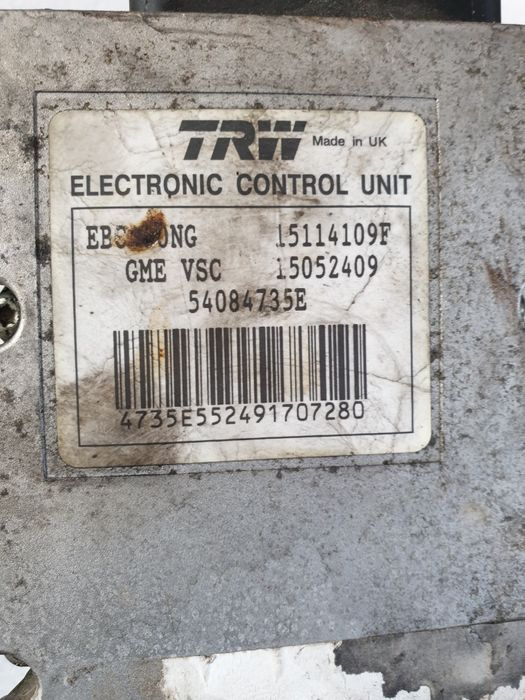 TRW Made in UK
ELECTRONIC CONTROL UNIT
15114109F
GME VSC 15052409
54084735E
4735E552491707280